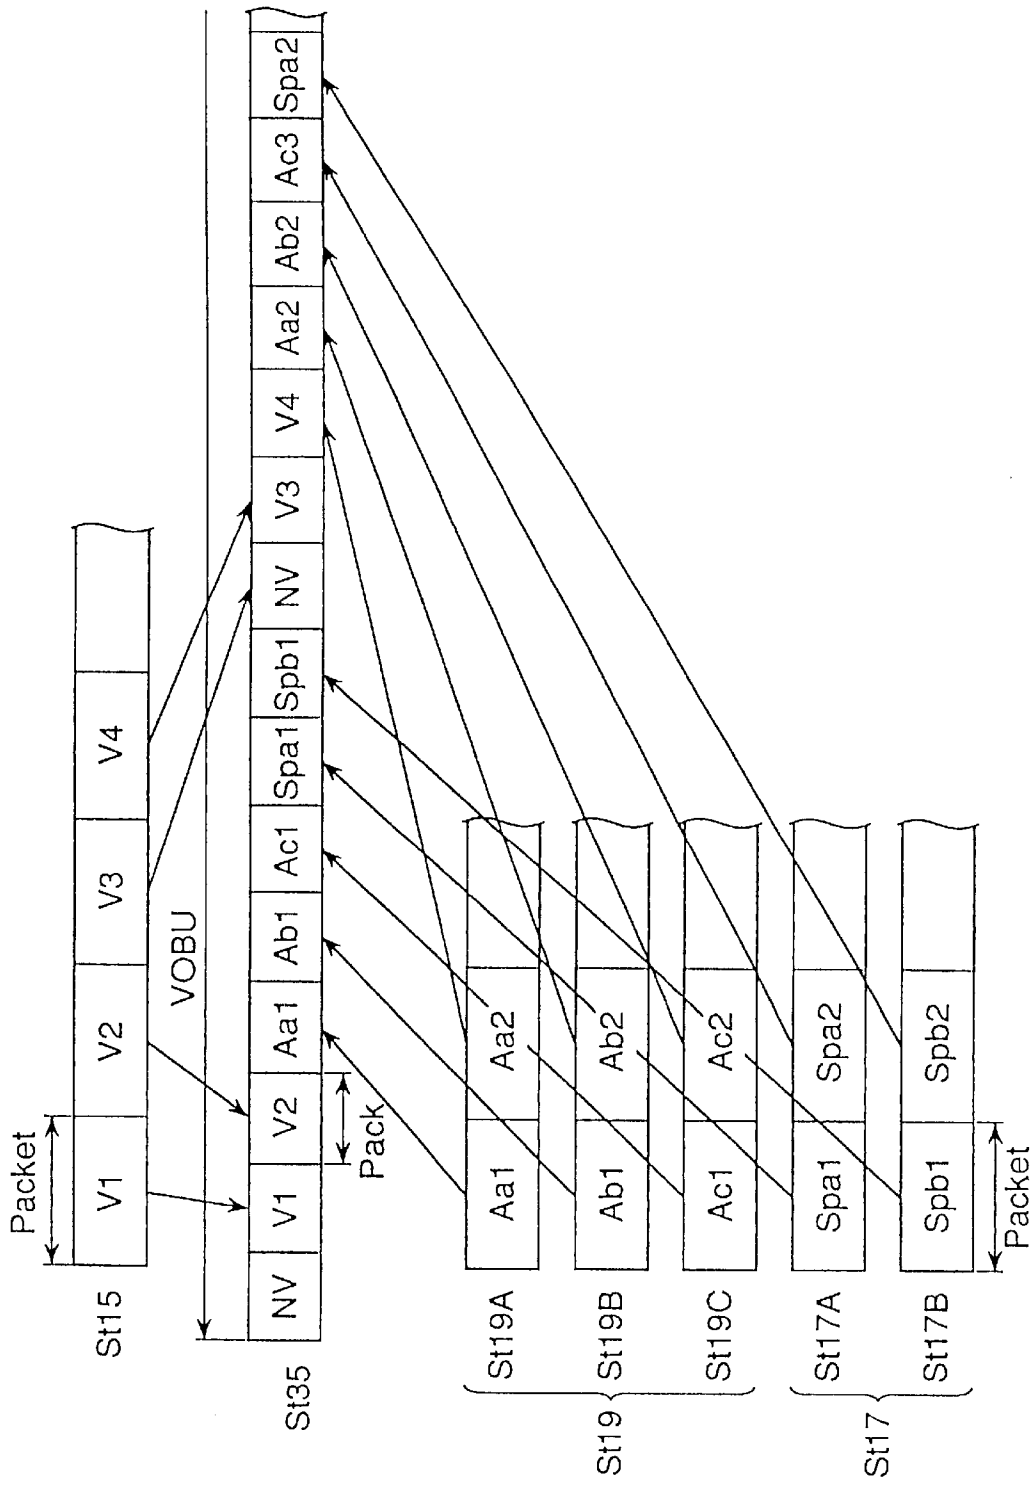 Packet
St15 V1 V2 V3 V4
VOBU
St35 NV V1 V2 Aa1 Ab1 Ac1 Spa1 Spb1 NV V3 V4 Aa2 Ab2 Ac3 Spa2
Pack
St19
St19A Aa1 Aa2
St19B Ab1 Ab2
St19C Ac1 Ac2
St17
St17A Spa1 Spa2
St17B Spb1 Spb2
Packet